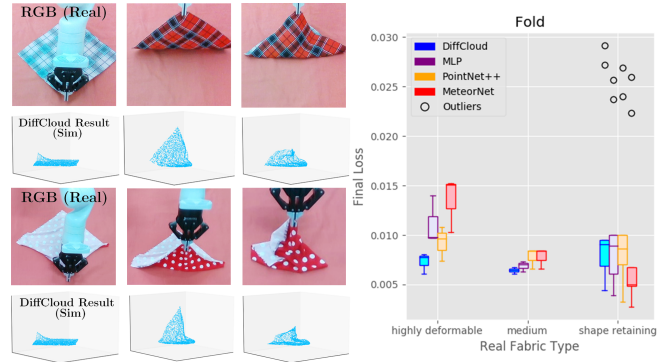 RGB (Real)
DiffCloud Result
(Sim)
RGB (Real)
DiffCloud Result
(Sim)
Fold
DiffCloud
MLP
PointNet++
MeteorNet
Outliers
Final Loss
0.030
0.025
0.020
0.015
0.010
0.005
highly deformable
medium
shape retaining
Real Fabric Type